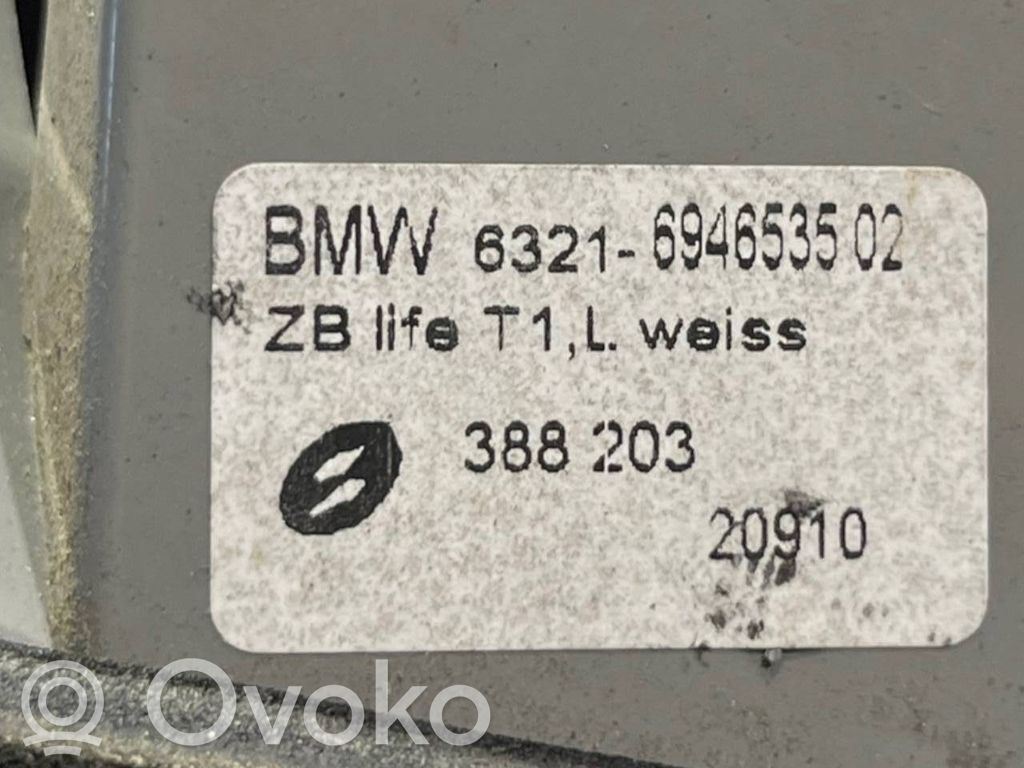 BMW 6321- 6946535 02
ZB life T1,L. weiss
388 203
20910
Ovoko